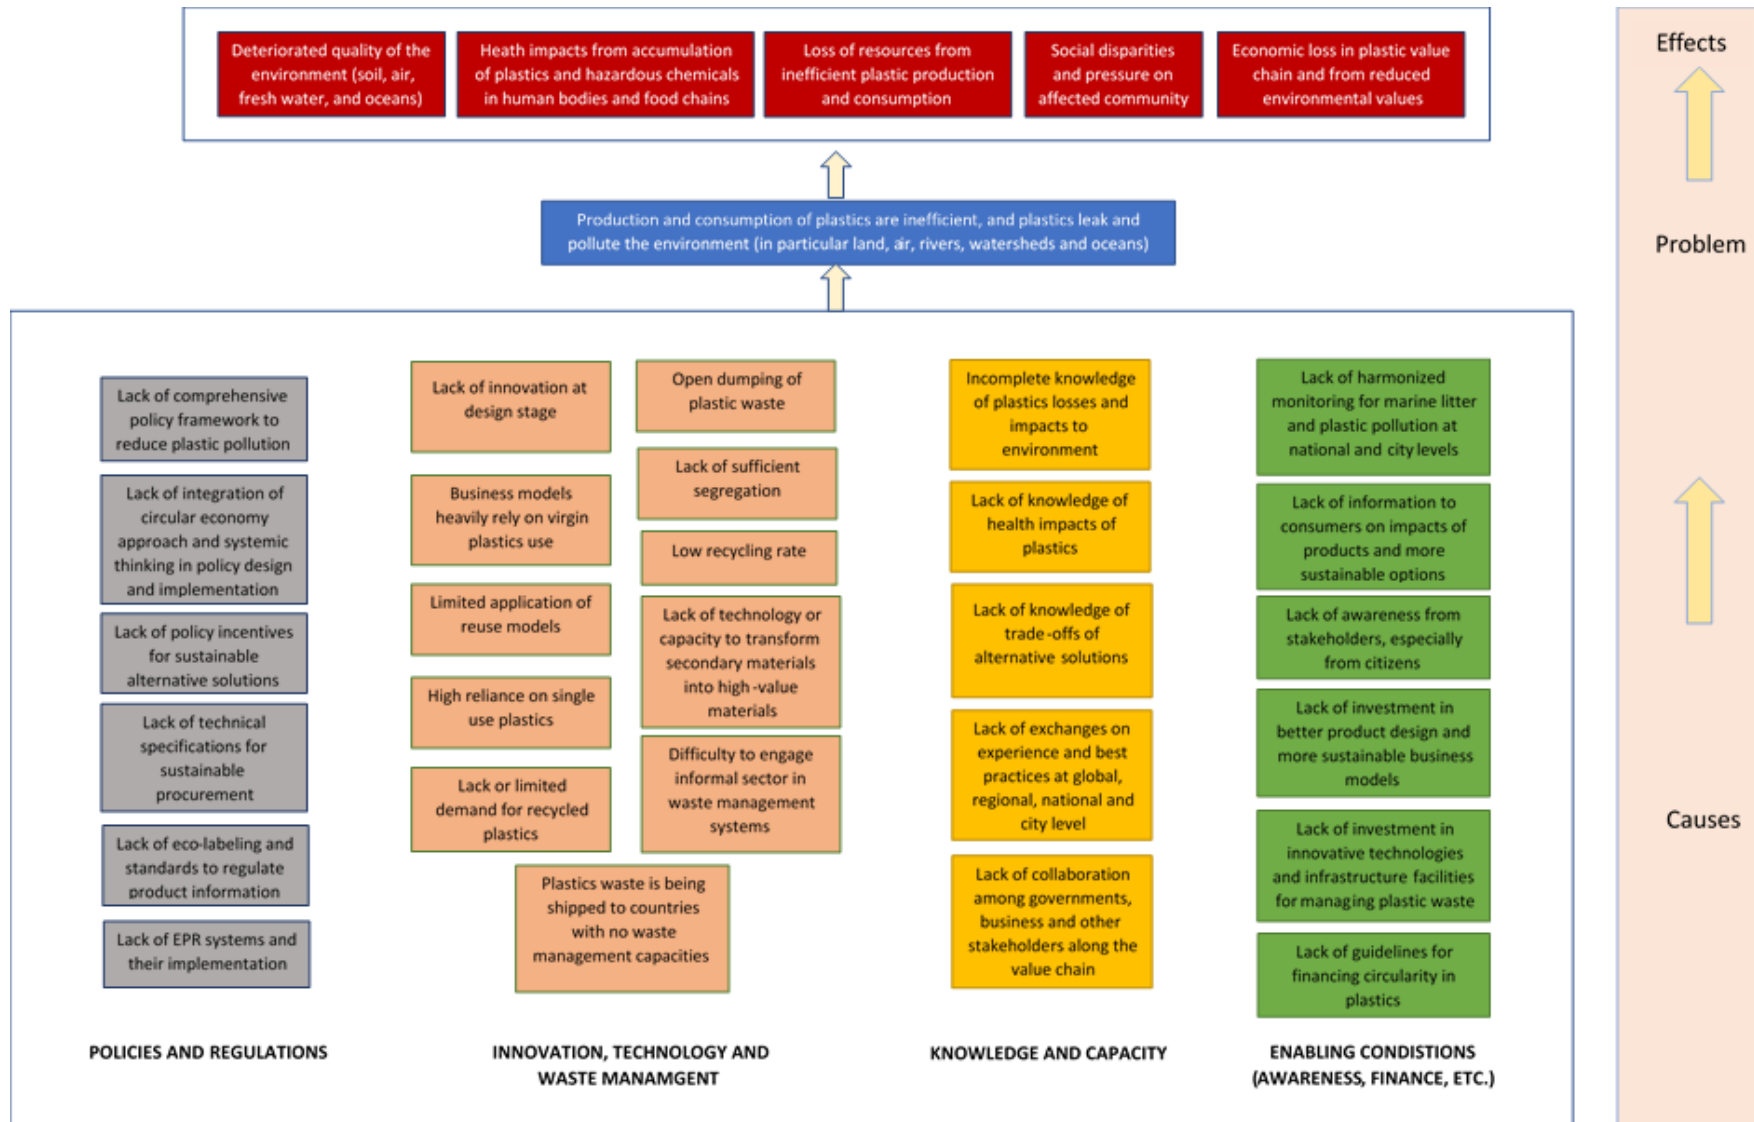 Deteriorated quality of the
environment (soil, air,
fresh water, and oceans)
Heath impacts from accumulation
of plastics and hazardous chemicals
in human bodies and food chains
Loss of resources from
inefficient plastic production
and consumption
Social disparities
and pressure on
affected community
Economic loss in plastic value
chain and from reduced
environmental values
Effects
Production and consumption of plastics are inefficient, and plastics leak and
pollute the environment (in particular land, air, rivers, watersheds and oceans)
Problem
Lack of comprehensive
policy framework to
reduce plastic pollution
Lack of integration of
circular economy
approach and systemic
thinking in policy design
and implementation
Lack of policy incentives
for sustainable
alternative solutions
Lack of technical
specifications for
sustainable
procurement
Lack of eco-labeling and
standards to regulate
product information
Lack of EPR systems and
their implementation
POLICIES AND REGULATIONS
Lack of innovation at
design stage
Business models
heavily rely on virgin
plastics use
Limited application of
reuse models
High reliance on single
use plastics
Lack or limited
demand for recycled
plastics
Open dumping of
plastic waste
Lack of sufficient
segregation
Low recycling rate
Lack of technology or
capacity to transform
secondary materials
into high-value
materials
Difficulty to engage
informal sector in
waste management
systems
Plastics waste is being
shipped to countries
with no waste
management capacities
INNOVATION, TECHNOLOGY AND
WASTE MANAMGENT
Incomplete knowledge
of plastics losses and
impacts to
environment
Lack of knowledge of
health impacts of
plastics
Lack of knowledge of
trade-offs of
alternative solutions
Lack of exchanges on
experience and best
practices at global,
regional, national and
city level
Lack of collaboration
among governments,
business and other
stakeholders along the
value chain
KNOWLEDGE AND CAPACITY
Lack of harmonized
monitoring for marine litter
and plastic pollution at
national and city levels
Lack of information to
consumers on impacts of
products and more
sustainable options
Lack of awareness from
stakeholders, especially
from citizens
Lack of investment in
better product design and
more sustainable business
models
Lack of investment in
innovative technologies
and infrastructure facilities
for managing plastic waste
Lack of guidelines for
financing circularity in
plastics
ENABLING CONDISTIONS
(AWARENESS, FINANCE, ETC.)
Causes